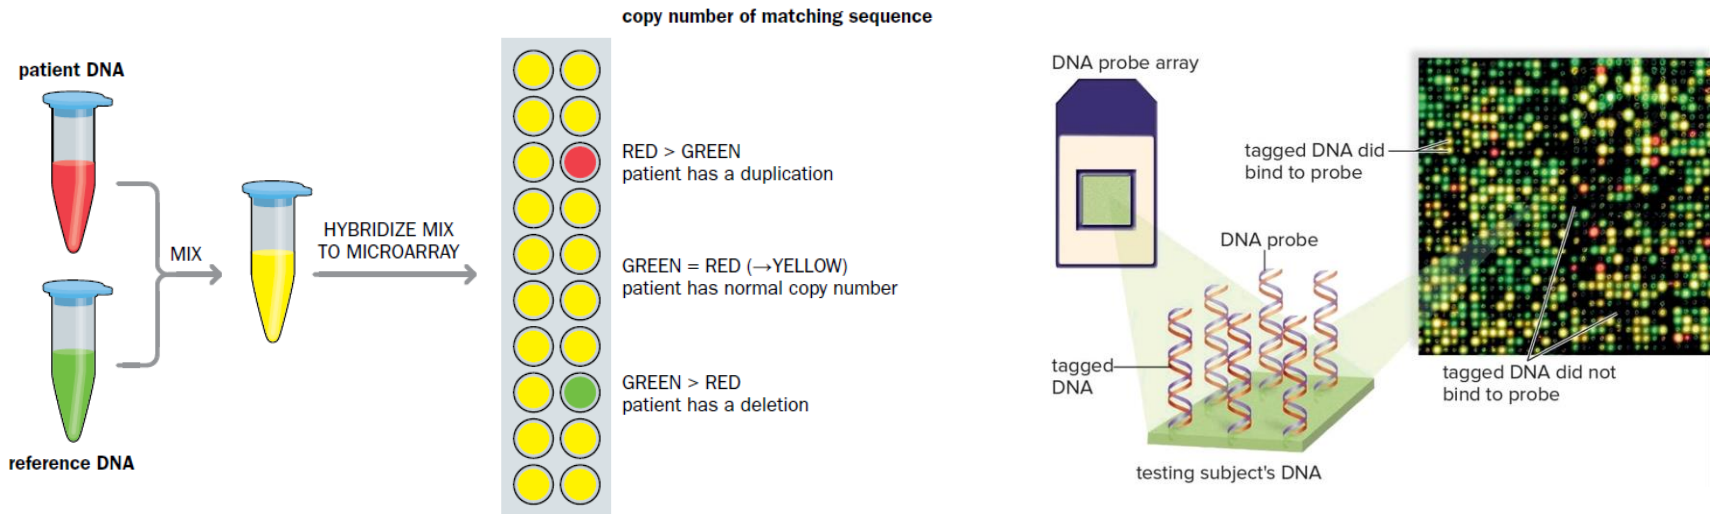 copy number of matching sequence
patient DNA
RED > GREEN
patient has a duplication
MIX
HYBRIDIZE MIX
TO MICROARRAY
GREEN = RED (→YELLOW)
patient has normal copy number
GREEN > RED
patient has a deletion
reference DNA
DNA probe array
tagged DNA did
bind to probe
DNA probe
tagged
DNA
tagged DNA did not
bind to probe
testing subject's DNA